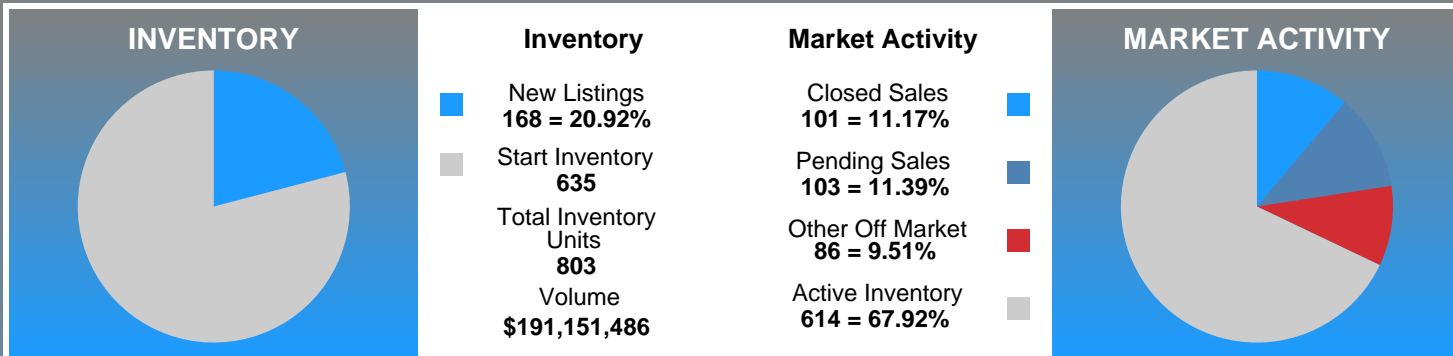 INVENTORY
Inventory
New Listings
168 = 20.92%
Start Inventory
635
Total Inventory
Units
803
Volume
$191,151,486
Market Activity
Closed Sales
101 = 11.17%
Pending Sales
103 = 11.39%
Other Off Market
86 = 9.51%
Active Inventory
614 = 67.92%
MARKET ACTIVITY